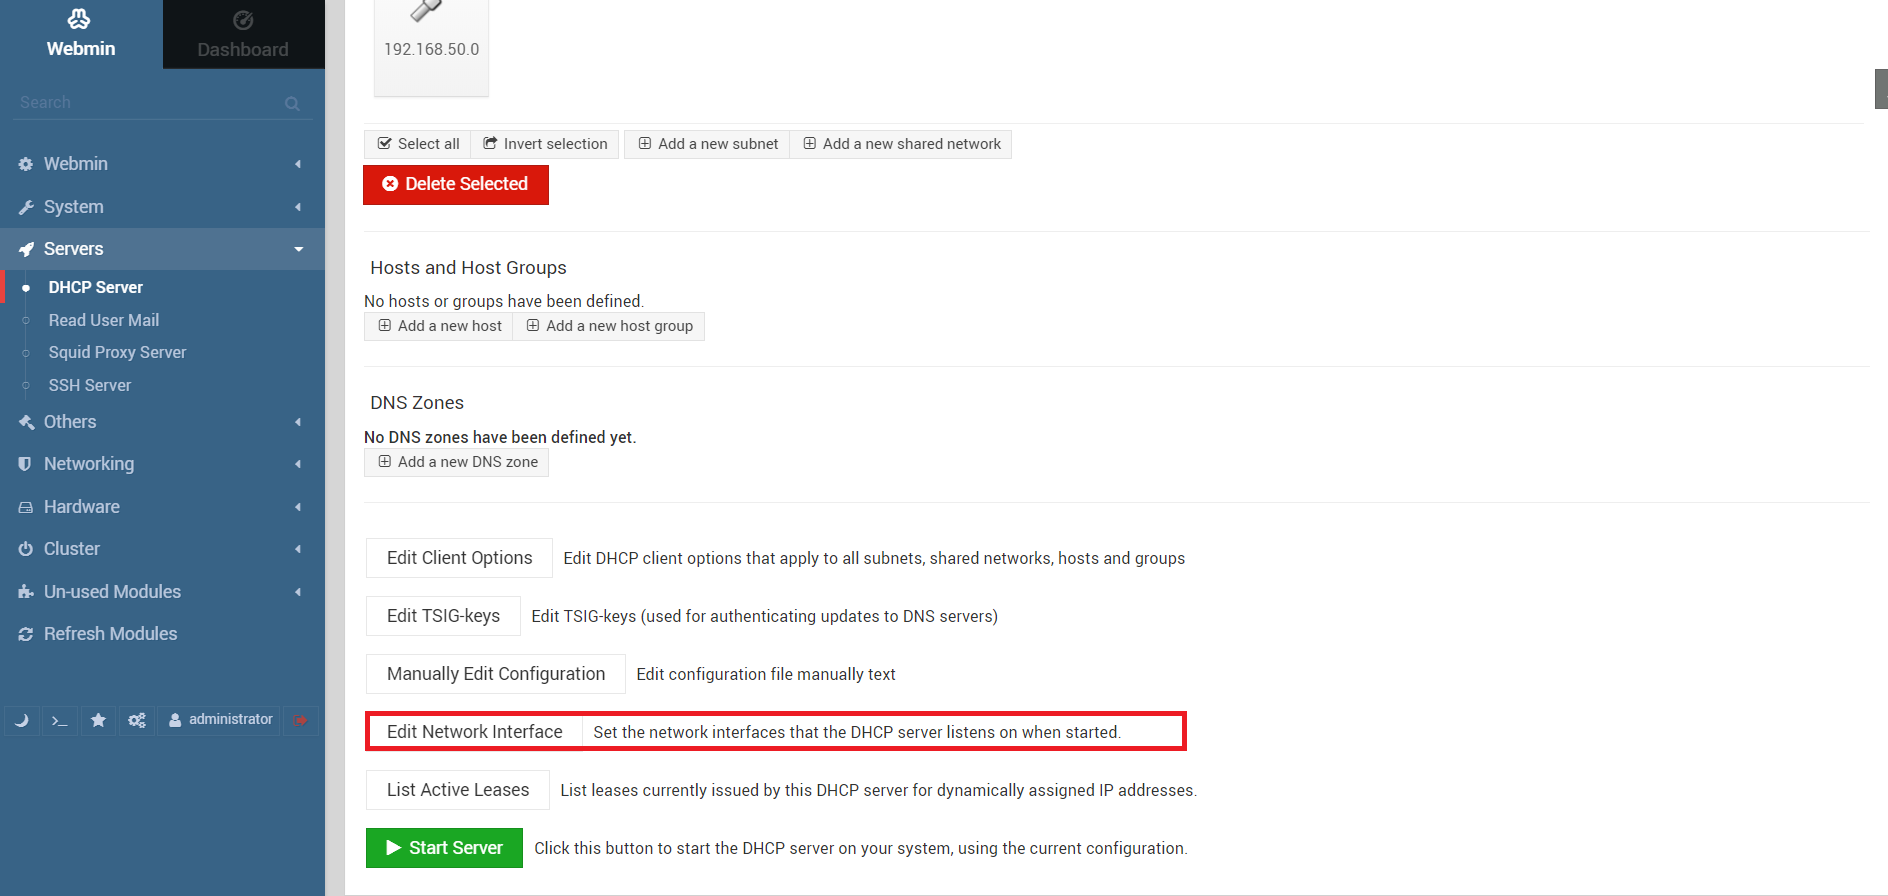 Webmin
Dashboard
Search
Webmin
System
Servers
DHCP Server
Read User Mail
Squid Proxy Server
SSH Server
Others
Networking
Hardware
Cluster
Un-used Modules
Refresh Modules
administrator
192.168.50.0
Select all Invert selection Add a new subnet Add a new shared network
Delete Selected
Hosts and Host Groups
No hosts or groups have been defined.
Add a new host Add a new host group
DNS Zones
No DNS zones have been defined yet.
Add a new DNS zone
Edit Client Options Edit DHCP client options that apply to all subnets, shared networks, hosts and groups
Edit TSIG-keys Edit TSIG-keys (used for authenticating updates to DNS servers)
Manually Edit Configuration Edit configuration file manually text
Edit Network Interface Set the network interfaces that the DHCP server listens on when started.
List Active Leases List leases currently issued by this DHCP server for dynamically assigned IP addresses.
Start Server Click this button to start the DHCP server on your system, using the current configuration.